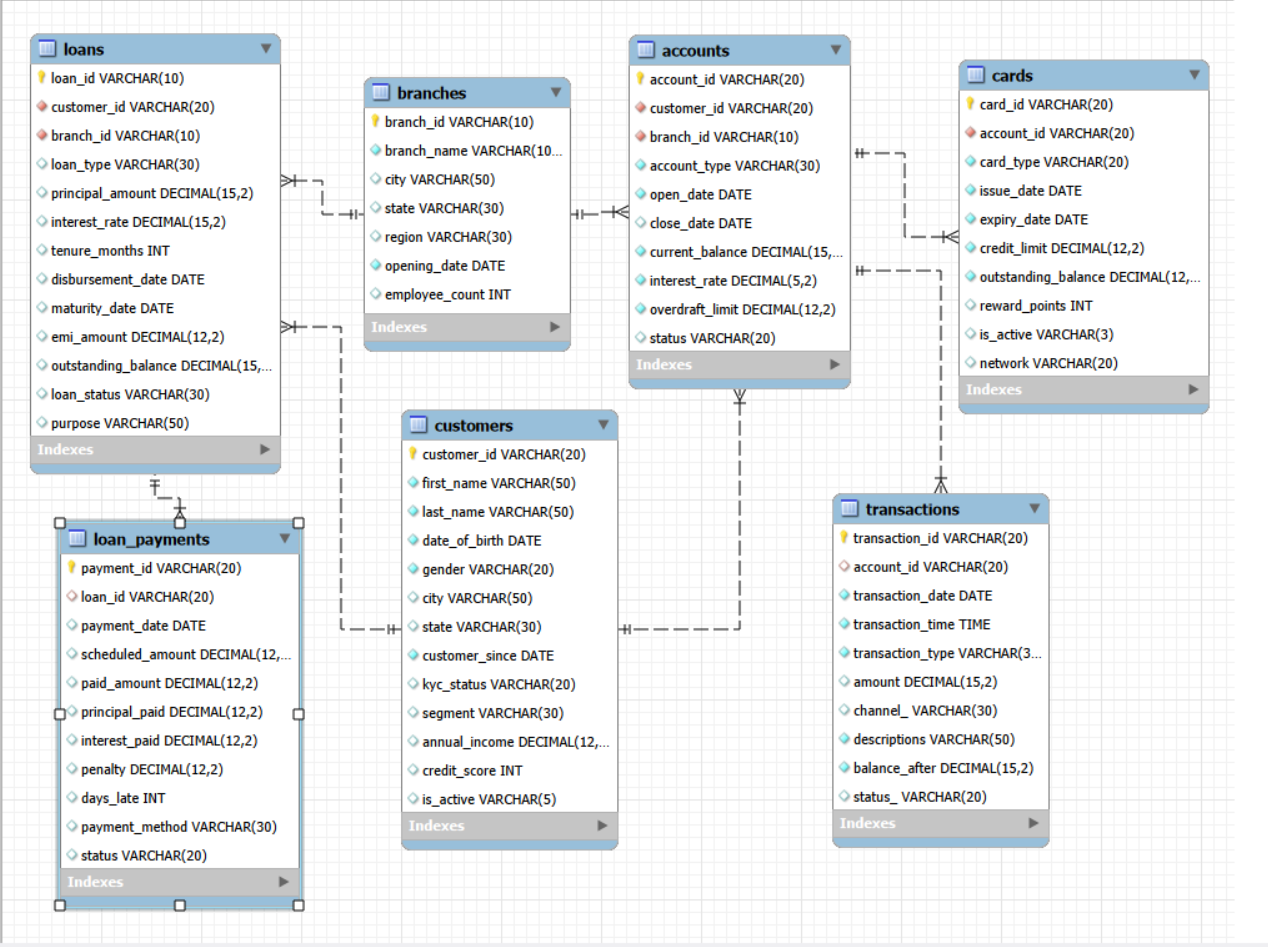 loans
loan_id VARCHAR(10)
customer_id VARCHAR(20)
branch_id VARCHAR(10)
loan_type VARCHAR(30)
principal_amount DECIMAL(15,2)
interest_rate DECIMAL(15,2)
tenure_months INT
disbursement_date DATE
maturity_date DATE
emi_amount DECIMAL(12,2)
outstanding_balance DECIMAL(15,...
loan_status VARCHAR(30)
purpose VARCHAR(50)
Indexes
branches
branch_id VARCHAR(10)
branch_name VARCHAR(10...
city VARCHAR(50)
state VARCHAR(30)
region VARCHAR(30)
opening_date DATE
employee_count INT
Indexes
accounts
account_id VARCHAR(20)
customer_id VARCHAR(20)
branch_id VARCHAR(10)
account_type VARCHAR(30)
open_date DATE
close_date DATE
current_balance DECIMAL(15,...
interest_rate DECIMAL(5,2)
overdraft_limit DECIMAL(12,2)
status VARCHAR(20)
Indexes
cards
card_id VARCHAR(20)
account_id VARCHAR(20)
card_type VARCHAR(20)
issue_date DATE
expiry_date DATE
credit_limit DECIMAL(12,2)
outstanding_balance DECIMAL(12,...
reward_points INT
is_active VARCHAR(3)
network VARCHAR(20)
Indexes
loan_payments
payment_id VARCHAR(20)
loan_id VARCHAR(20)
payment_date DATE
scheduled_amount DECIMAL(12,...
paid_amount DECIMAL(12,2)
principal_paid DECIMAL(12,2)
interest_paid DECIMAL(12,2)
penalty DECIMAL(12,2)
days_late INT
payment_method VARCHAR(30)
status VARCHAR(20)
Indexes
customers
customer_id VARCHAR(20)
first_name VARCHAR(50)
last_name VARCHAR(50)
date_of_birth DATE
gender VARCHAR(20)
city VARCHAR(50)
state VARCHAR(30)
customer_since DATE
kyc_status VARCHAR(20)
segment VARCHAR(30)
annual_income DECIMAL(12,...
credit_score INT
is_active VARCHAR(5)
Indexes
transactions
transaction_id VARCHAR(20)
account_id VARCHAR(20)
transaction_date DATE
transaction_time TIME
transaction_type VARCHAR(3...
amount DECIMAL(15,2)
channel_ VARCHAR(30)
descriptions VARCHAR(50)
balance_after DECIMAL(15,2)
status_ VARCHAR(20)
Indexes